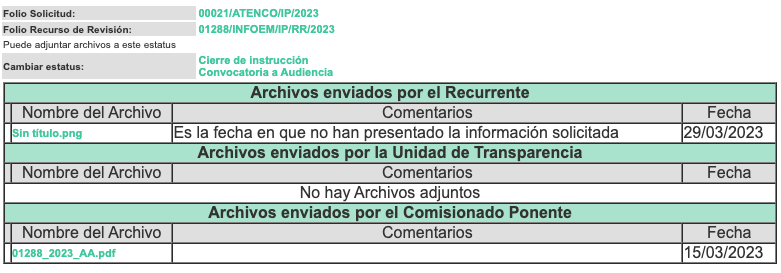 Folio Solicitud: 00021/ATENCO/IP/2023
Folio Recurso de Revisión: 01288/INFOEM/IP/RR/2023
Puede adjuntar archivos a este estatus
Cambiar estatus: Cierre de instrucción
Convocatoria a Audiencia
Archivos enviados por el Recurrente
Nombre del Archivo Comentarios Fecha
Sin título.png Es la fecha en que no han presentado la información solicitada 29/03/2023
Archivos enviados por la Unidad de Transparencia
Nombre del Archivo Comentarios Fecha
No hay Archivos adjuntos
Archivos enviados por el Comisionado Ponente
Nombre del Archivo Comentarios Fecha
01288_2023_AA.pdf 15/03/2023